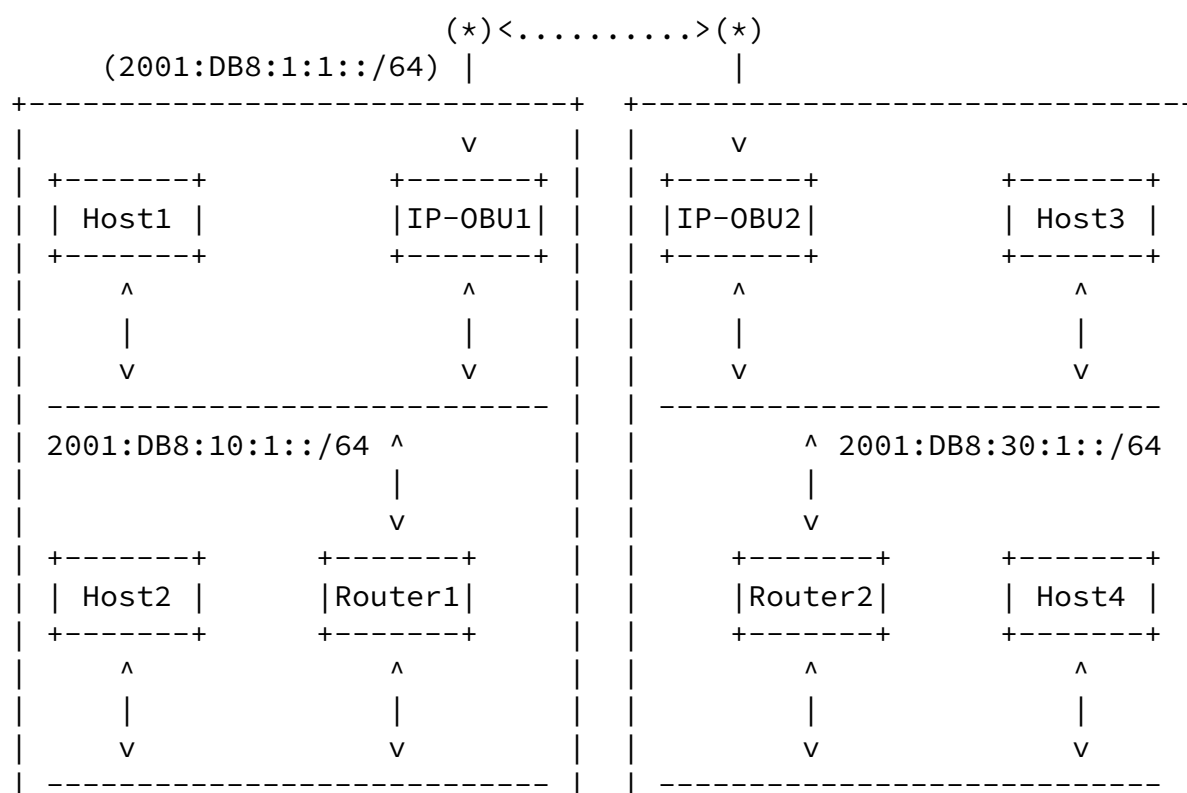 (*)<..........>(*)
(2001:DB8:1:1::/64) | |
+------------------------------+ +------------------------------
| v | | v
| +-------+ +-------+ | | +-------+ +-------+
| | Host1 | |IP-OBU1| | | |IP-OBU2| | Host3 |
| +-------+ +-------+ | | +-------+ +-------+
| ^ ^ | | ^ ^
| | | | | | |
| v v | | v v
| ---------------------------- | | ----------------------------
| 2001:DB8:10:1::/64 ^ | | ^ 2001:DB8:30:1::/64
| | | | |
| v | | v
| +-------+ +-------+ | | +-------+ +-------+
| | Host2 | |Router1| | | |Router2| | Host4 |
| +-------+ +-------+ | | +-------+ +-------+
| ^ ^ | | ^ ^
| | | | | | |
| v v | | v v
| ---------------------------- | | ----------------------------